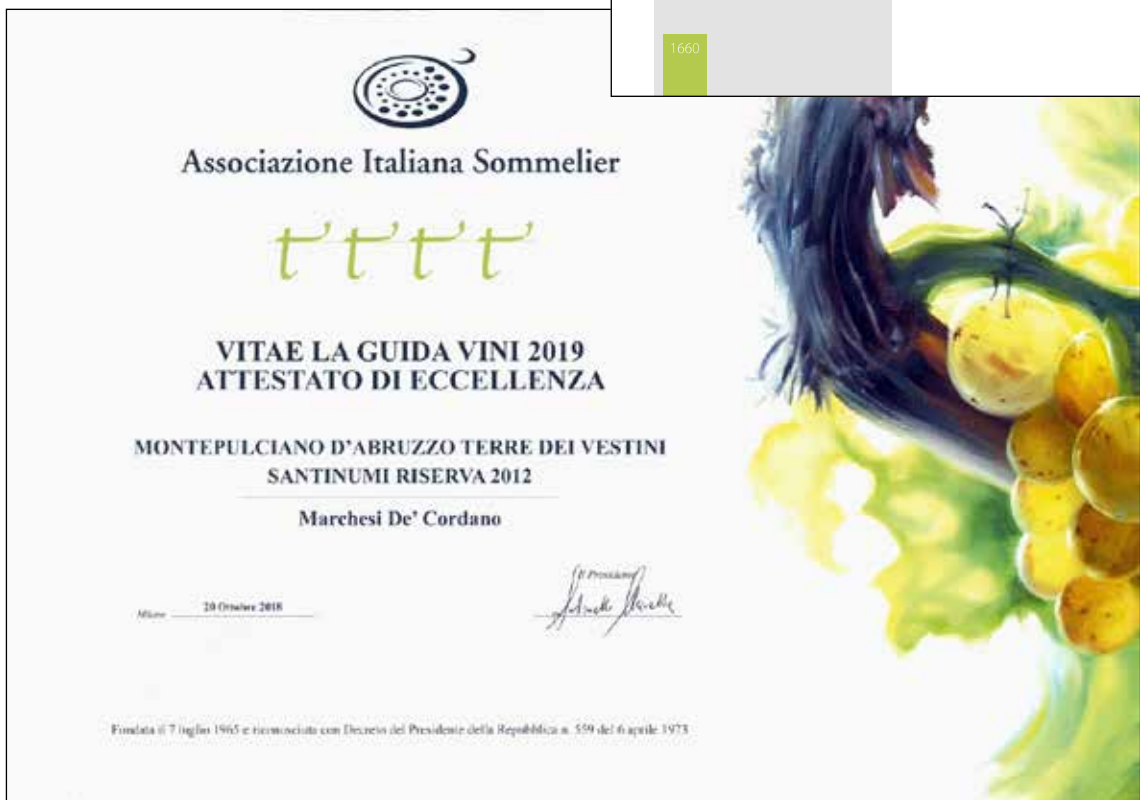 1660
Associazione Italiana Sommelier
t' t' t' t'
VITAE LA GUIDA VINI 2019
ATTESTATO DI ECCELLENZA
MONTEPULCIANO D'ABRUZZO TERRE DEI VESTINI
SANTINUMI RISERVA 2012
Marchesi De' Cordano
Il Presidente
Milano 20 Ottobre 2018
Fondata il 7 luglio 1965 e riconosciuta con Decreto del Presidente della Repubblica n. 559 del 6 aprile 1973